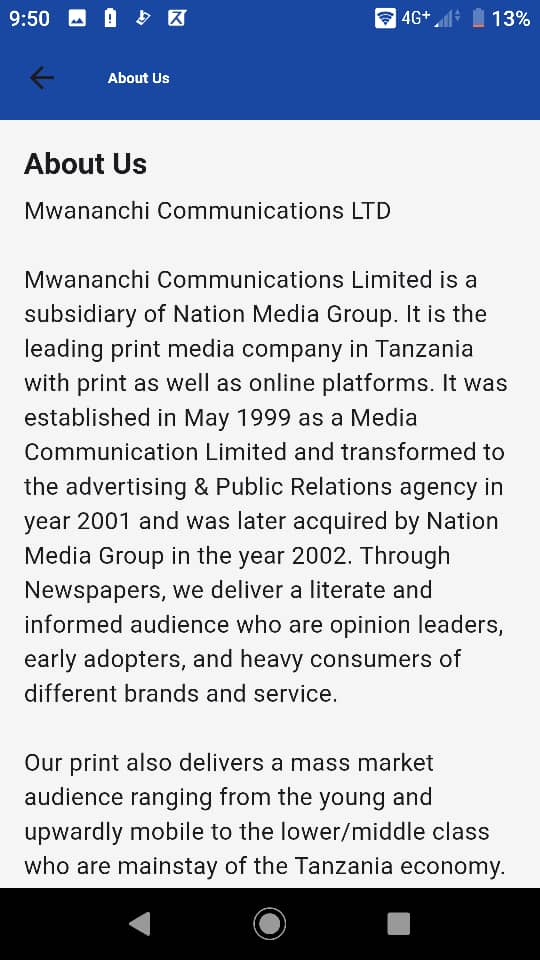 9:50
4G+
13%
About Us
About Us
Mwananchi Communications LTD
Mwananchi Communications Limited is a
subsidiary of Nation Media Group. It is the
leading print media company in Tanzania
with print as well as online platforms. It was
established in May 1999 as a Media
Communication Limited and transformed to
the advertising & Public Relations agency in
year 2001 and was later acquired by Nation
Media Group in the year 2002. Through
Newspapers, we deliver a literate and
informed audience who are opinion leaders,
early adopters, and heavy consumers of
different brands and service.
Our print also delivers a mass market
audience ranging from the young and
upwardly mobile to the lower/middle class
who are mainstay of the Tanzania economy.